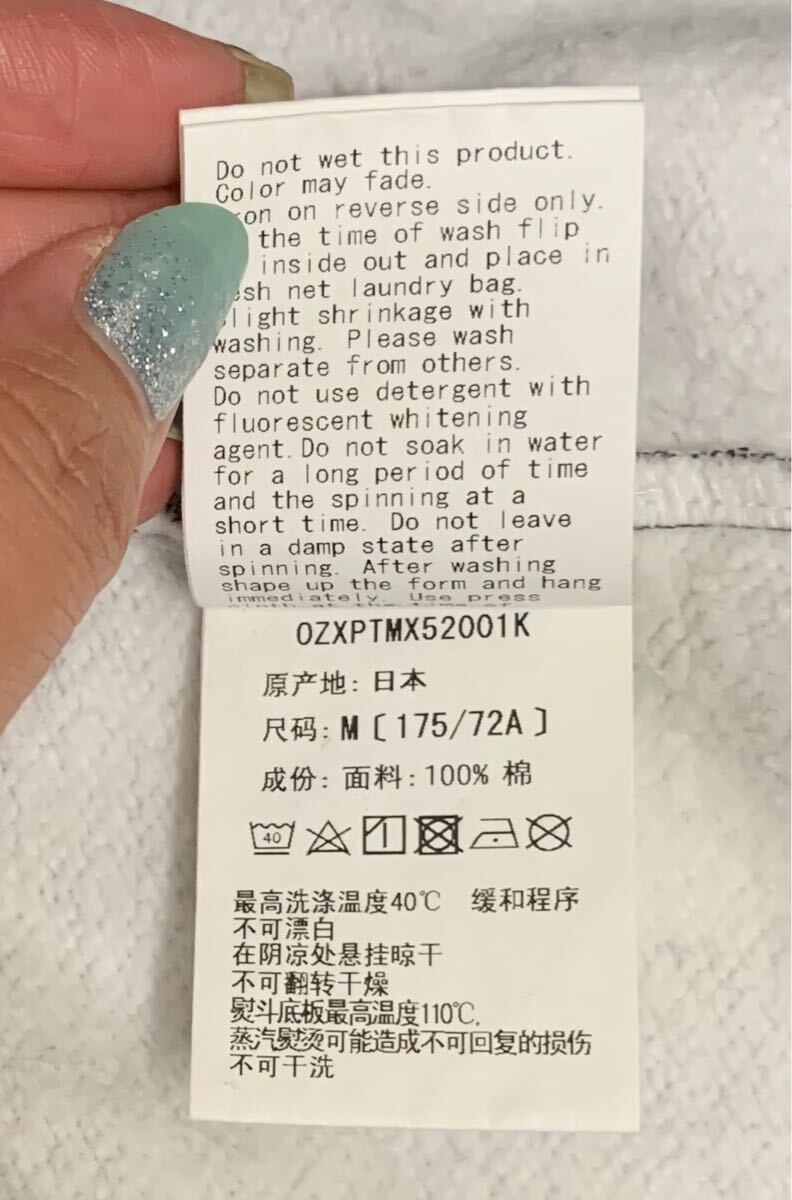 Do not wet this product.
Color may fade.
on reverse side only.
the time of wash flip
inside out and place in
net laundry bag.
shrinkage with
washing. Please wash
separate from others.
Do not use detergent with
fluorescent whitening
agent.Do not soak in water
for a long period of time
and the spinning at a
short time. Do not leave
in a damp state after
spinning. After washing
shape up the form and hang
immediately. Use press
OZXPTMX52001K
原产地: 日本
尺码: M〔175/72A〕
成份: 面料: 100% 棉
40
最高洗涤温度40℃ 缓和程序
不可漂白
在阴凉处悬挂晾干
不可翻转干燥
熨斗底板最高温度110℃,
蒸汽熨烫可能造成不可回复的损伤
不可干洗